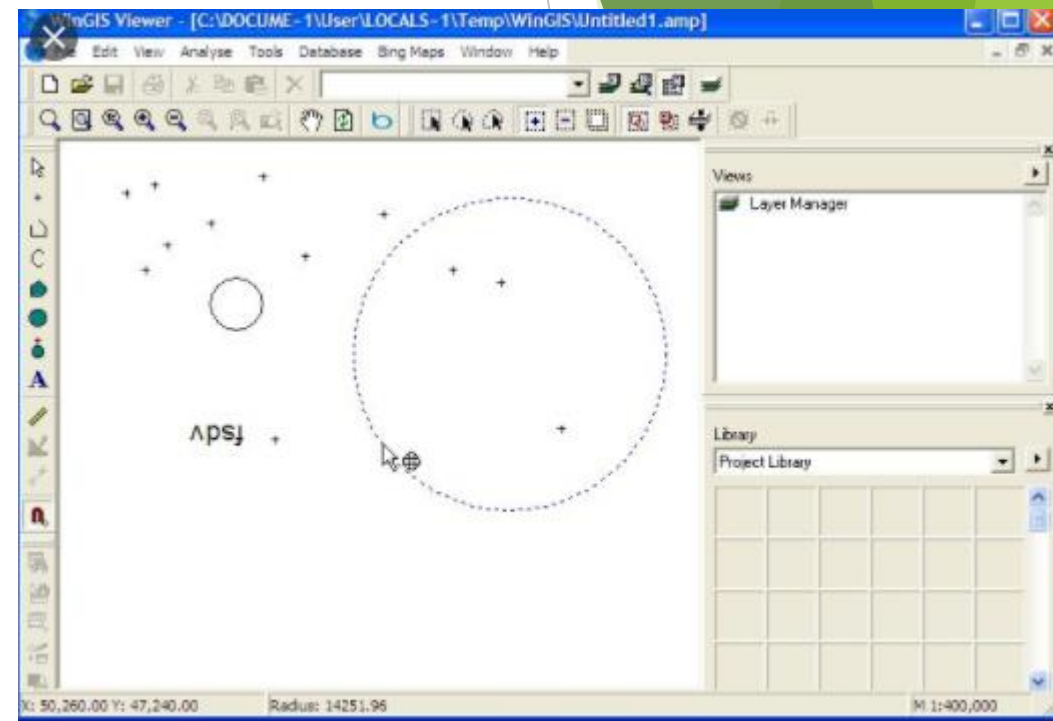 WinGIS Viewer - [C:\DOCUME~1\User\LOCALS~1\Temp\WinGIS\Untitled1.amp]
Edit View Analyse Tools Database Bing Maps Window Help
Views
Layer Manager
fsdv
Library
Project Library
X: 50,260.00 Y: 47,240.00 Radius: 14251.96 M 1:400,000